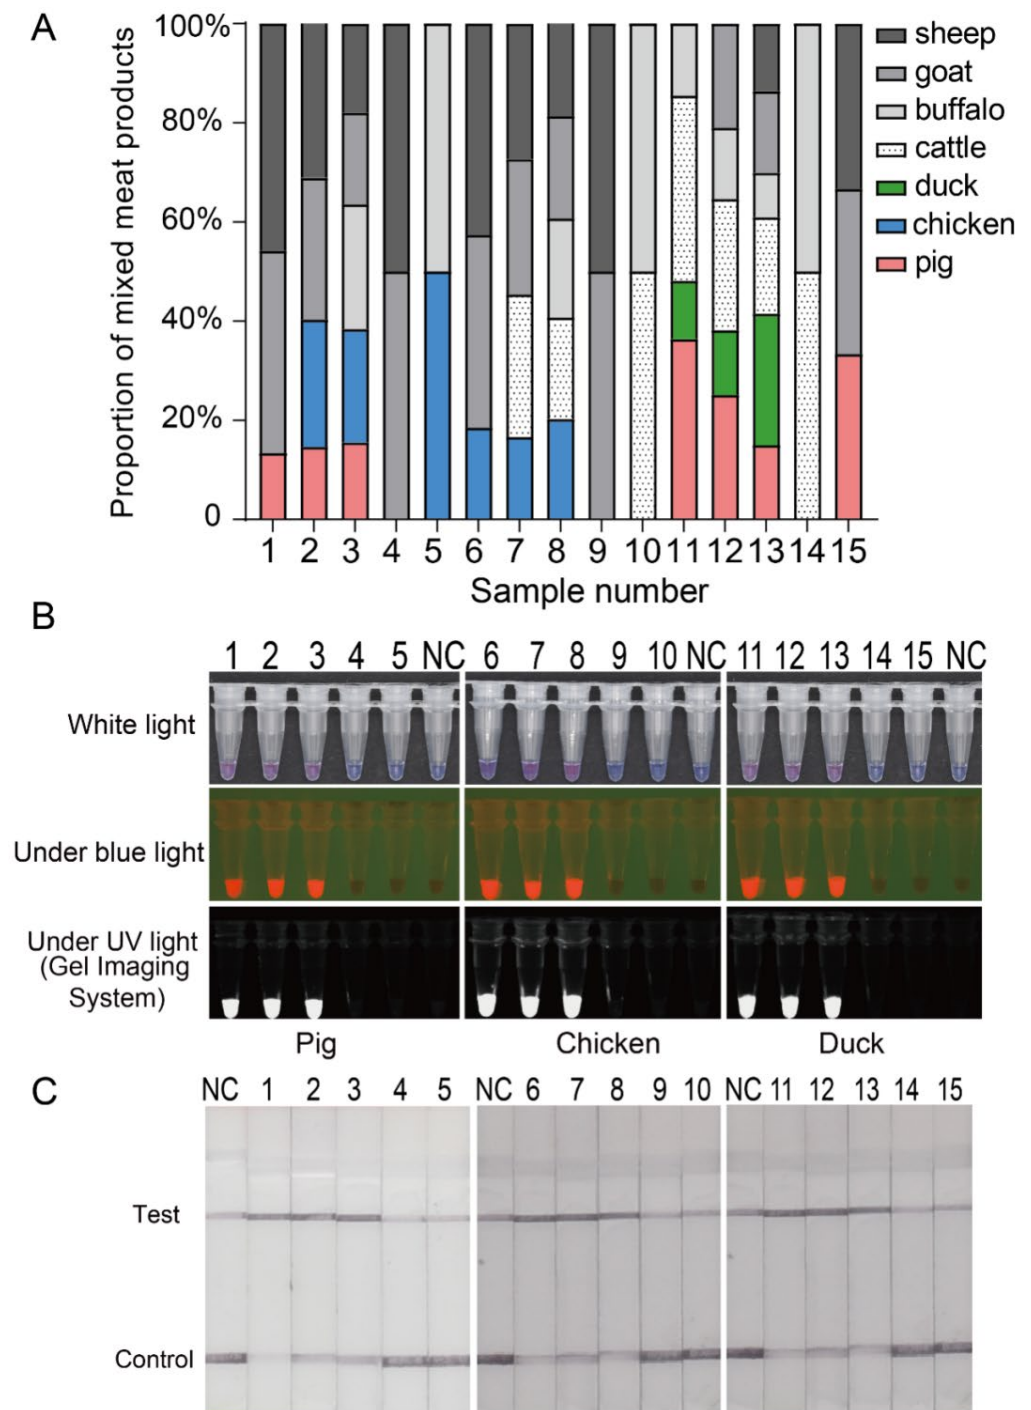 A
Proportion of mixed meat products
100%
80%
60%
40%
20%
0
1 2 3 4 5 6 7 8 9 10 11 12 13 14 15
Sample number
sheep
goat
buffalo
cattle
duck
chicken
pig
B
1 2 3 4 5 NC 6 7 8 9 10 NC 11 12 13 14 15 NC
White light
Under blue light
Under UV light
(Gel Imaging
System)
Pig Chicken Duck
C
NC 1 2 3 4 5 NC 6 7 8 9 10 NC 11 12 13 14 15
Test
Control